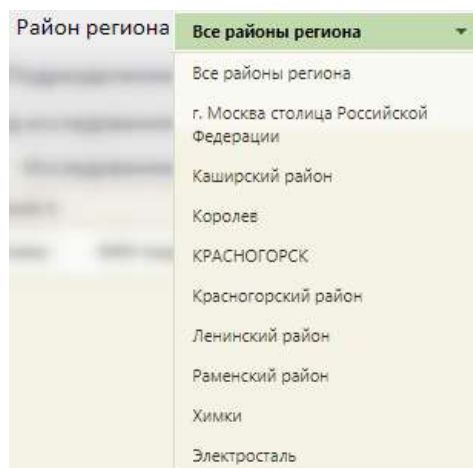 Район региона Все районы региона
Все районы региона
г. Москва столица Российской
Федерации
Каширский район
Королев
КРАСНОГОРСК
Красногорский район
Ленинский район
Раменский район
Химки
Электросталь